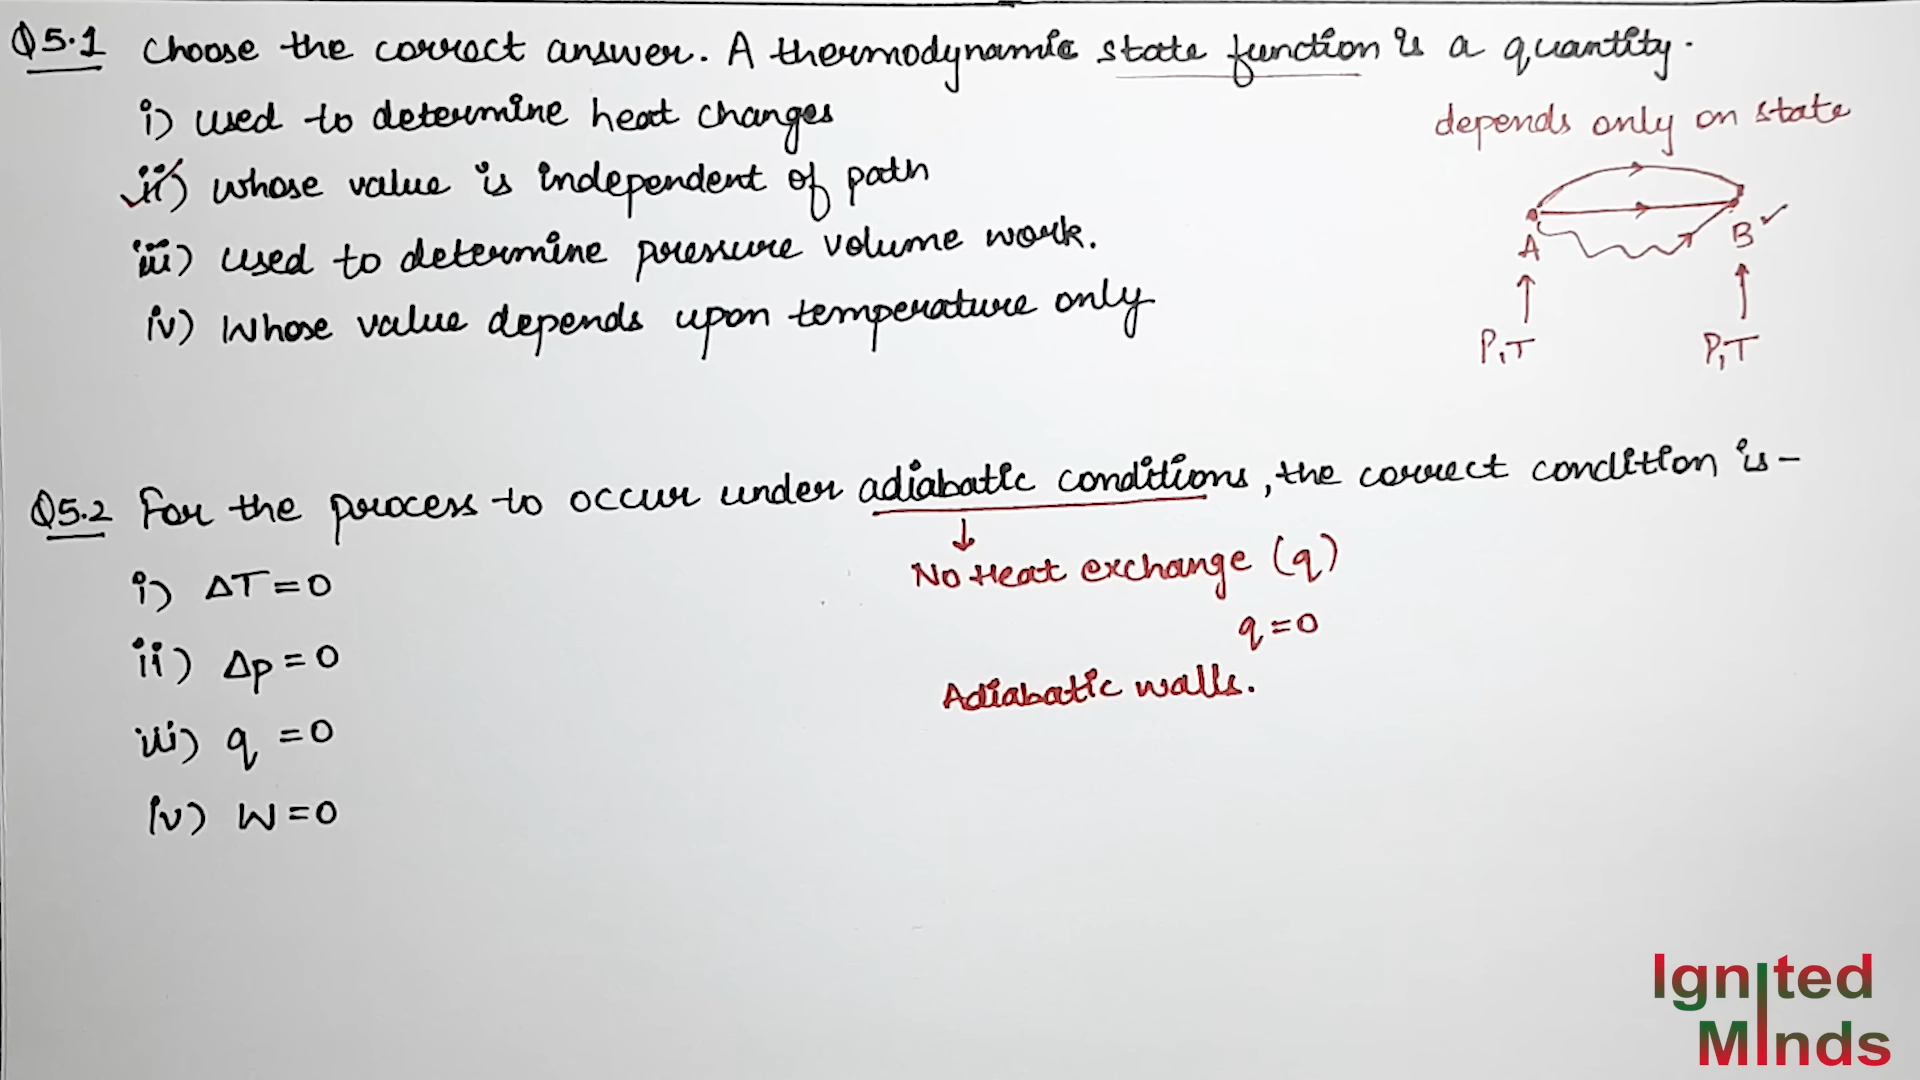 Q5.1 Choose the correct answer. A thermodynamic state function is a quantity.
i) used to determine heat changes
ii) whose value is independent of path
iii) used to determine pressure volume work.
iv) Whose value depends upon temperature only
depends only on state
A B
P,T P,T
Q5.2 For the process to occur under adiabatic conditions, the correct condition is-
No Heat exchange (q)
q=0
Adiabatic walls.
i) ΔT=0
ii) Δp=0
iii) q=0
iv) W=0
Ignited
Minds